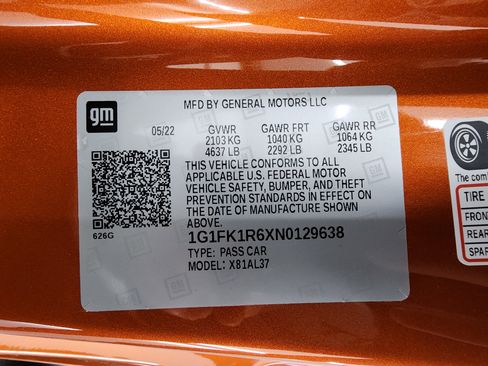 gm
MFD BY GENERAL MOTORS LLC
05/22 GVWR GAWR FRT GAWR RR
2103 KG 1040 KG 1064 KG
4637 LB 2292 LB 2345 LB
THIS VEHICLE CONFORMS TO ALL
APPLICABLE U.S. FEDERAL MOTOR
VEHICLE SAFETY, BUMPER, AND THEFT
PREVENTION STANDARDS IN EFFECT ON
THE DATE OF MANUFACTURE SHOWN
ABOVE.
626G
1G1FK1R6XN0129638
TYPE: PASS CAR
MODEL: X81AL37
The com
TIRE
FRONT
REAR
SPAR